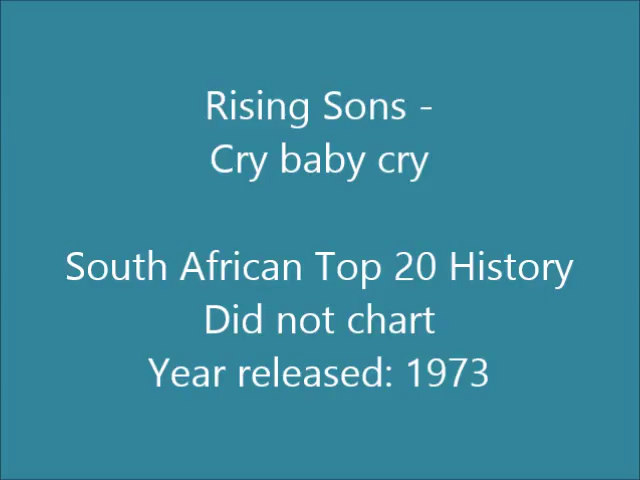 Rising Sons -
Cry baby cry
South African Top 20 History
Did not chart
Year released: 1973